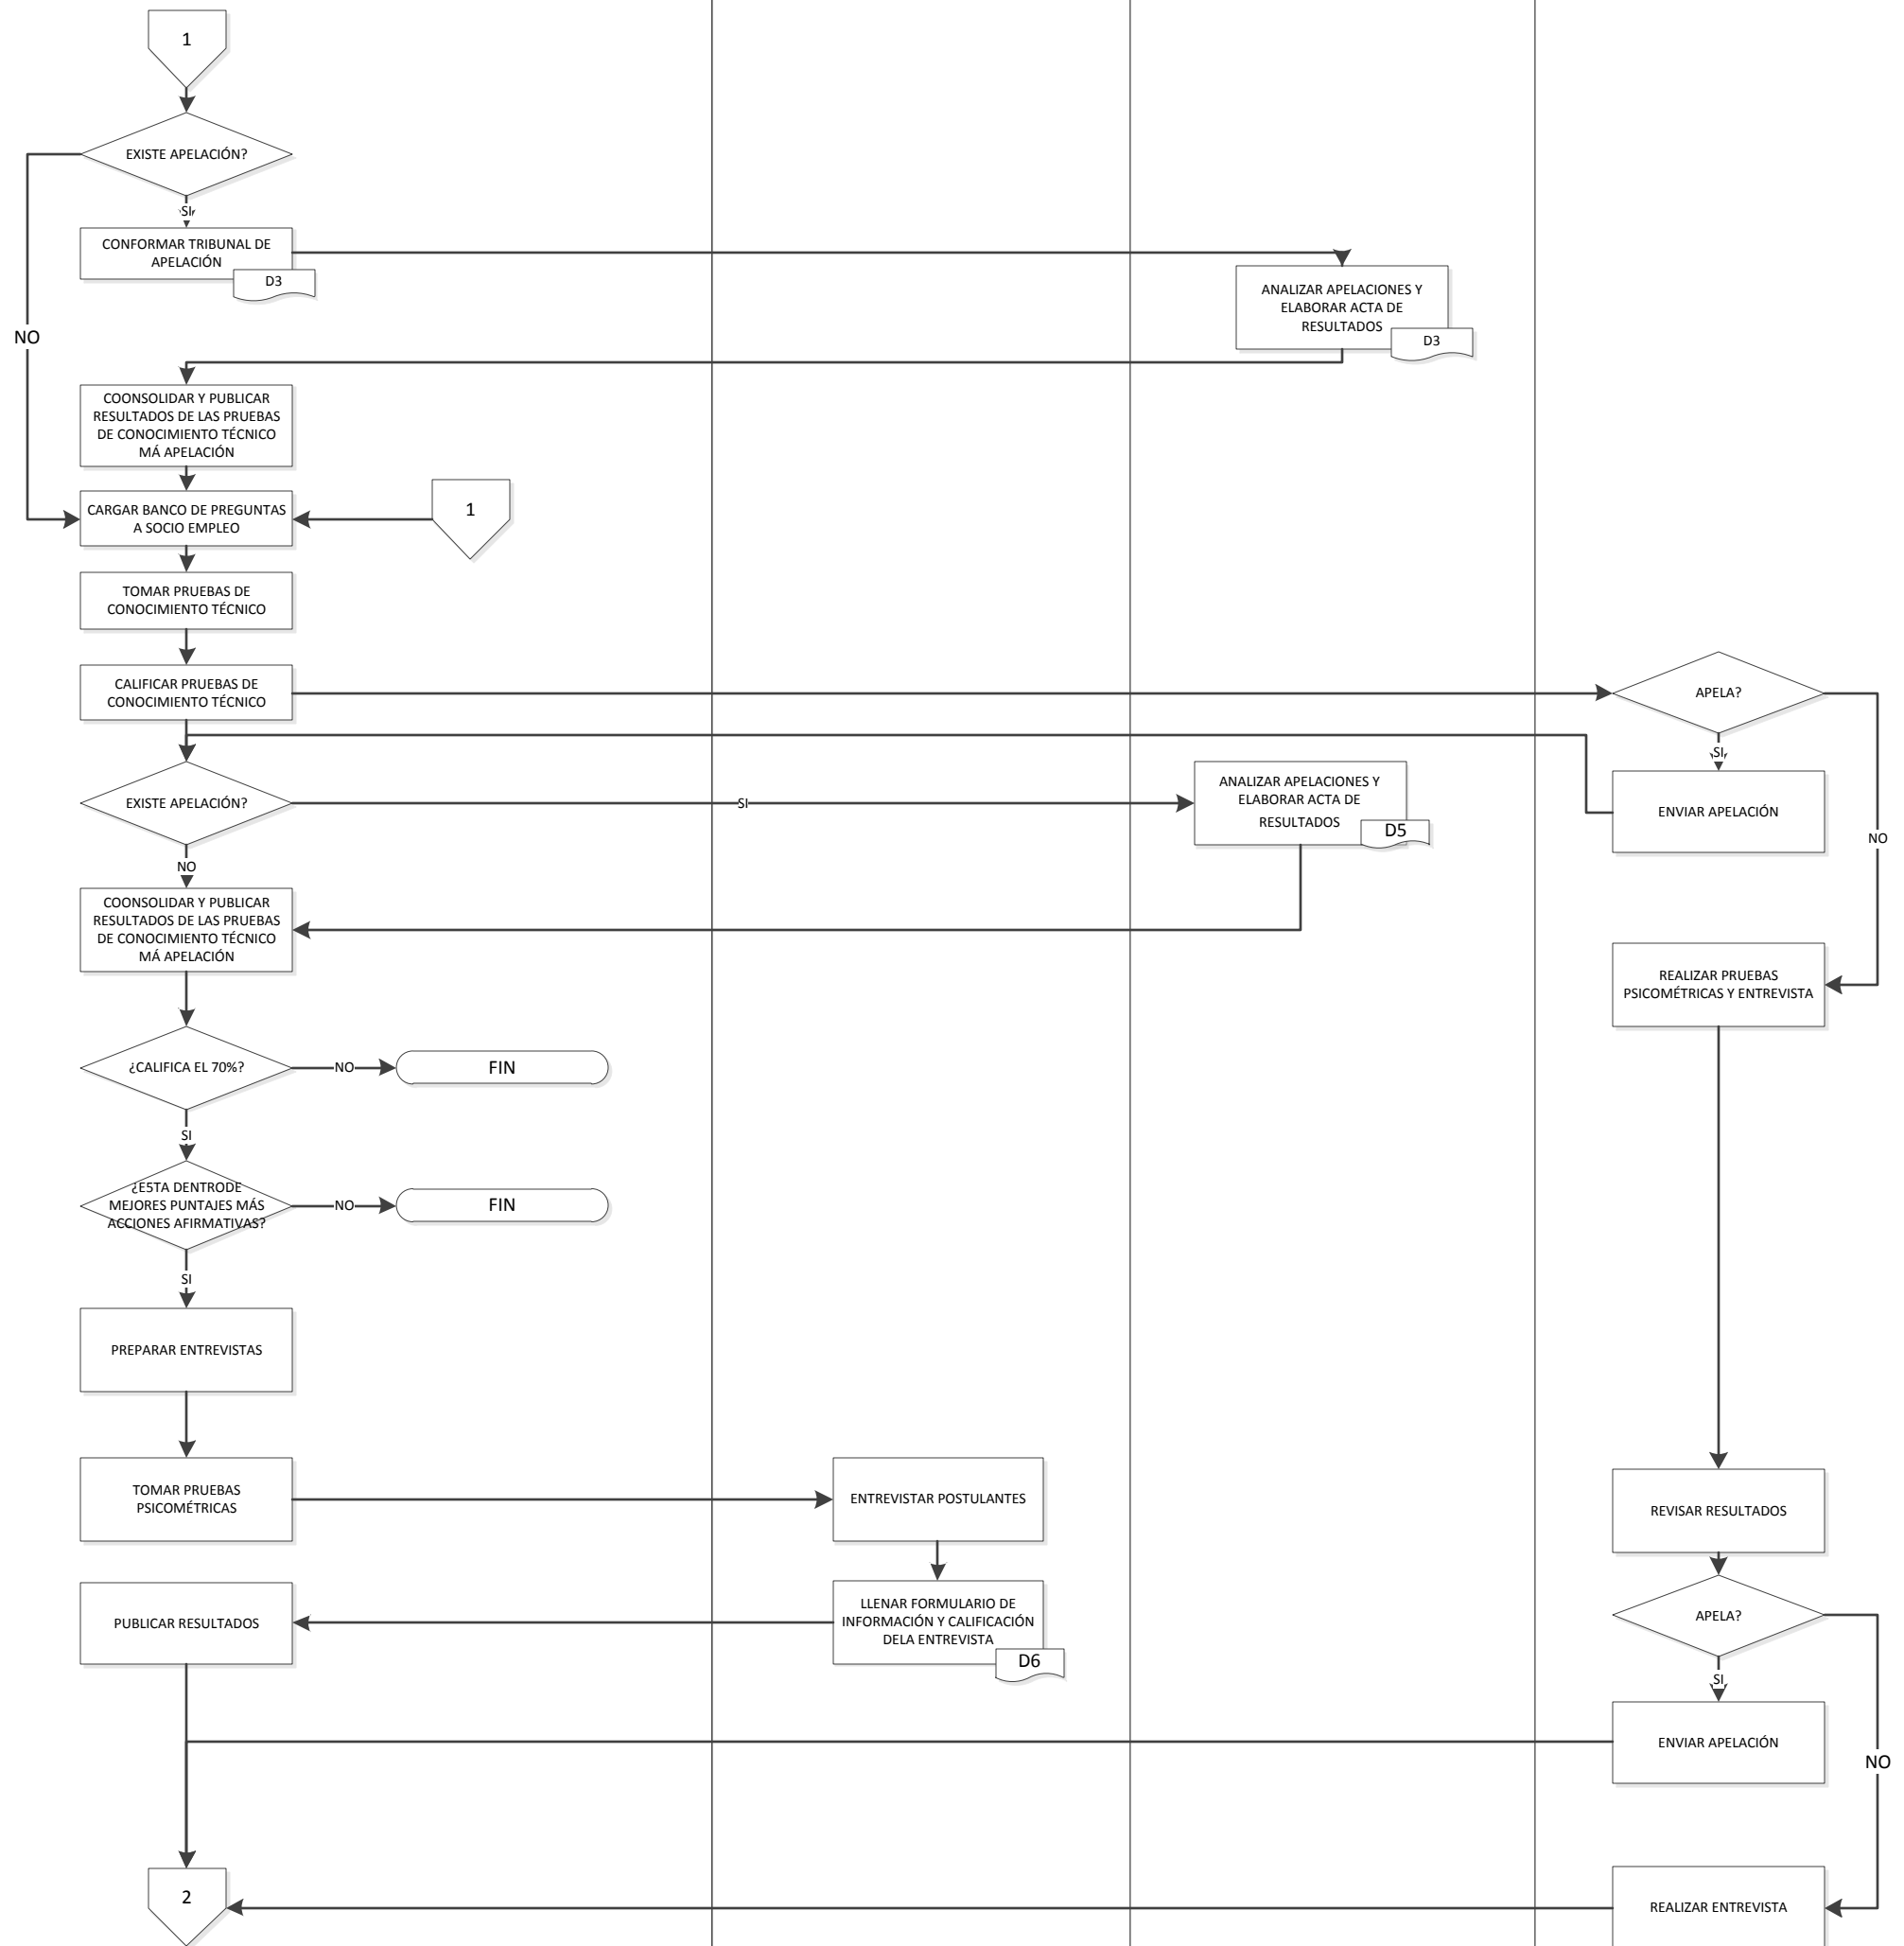 1
EXISTE APELACIÓN?
SI
CONFORMAR TRIBUNAL DE
APELACIÓN
D3
ANALIZAR APELACIONES Y
ELABORAR ACTA DE
RESULTADOS
D3
NO
COONSOLIDAR Y PUBLICAR
RESULTADOS DE LAS PRUEBAS
DE CONOCIMIENTO TÉCNICO
MÁ APELACIÓN
CARGAR BANCO DE PREGUNTAS
A SOCIO EMPLEO
1
TOMAR PRUEBAS DE
CONOCIMIENTO TÉCNICO
CALIFICAR PRUEBAS DE
CONOCIMIENTO TÉCNICO
APELA?
SI
EXISTE APELACIÓN?
SI
ANALIZAR APELACIONES Y
ELABORAR ACTA DE
RESULTADOS
D5
ENVIAR APELACIÓN
NO
NO
COONSOLIDAR Y PUBLICAR
RESULTADOS DE LAS PRUEBAS
DE CONOCIMIENTO TÉCNICO
MÁ APELACIÓN
REALIZAR PRUEBAS
PSICOMÉTRICAS Y ENTREVISTA
¿CALIFICA EL 70%?
NO
FIN
SI
¿E5TA DENTRODE
MEJORES PUNTAJES MÁS
ACCIONES AFIRMATIVAS?
NO
FIN
SI
PREPARAR ENTREVISTAS
TOMAR PRUEBAS
PSICOMÉTRICAS
ENTREVISTAR POSTULANTES
REVISAR RESULTADOS
PUBLICAR RESULTADOS
LLENAR FORMULARIO DE
INFORMACIÓN Y CALIFICACIÓN
DELA ENTREVISTA
D6
APELA?
SI
ENVIAR APELACIÓN
NO
2
REALIZAR ENTREVISTA